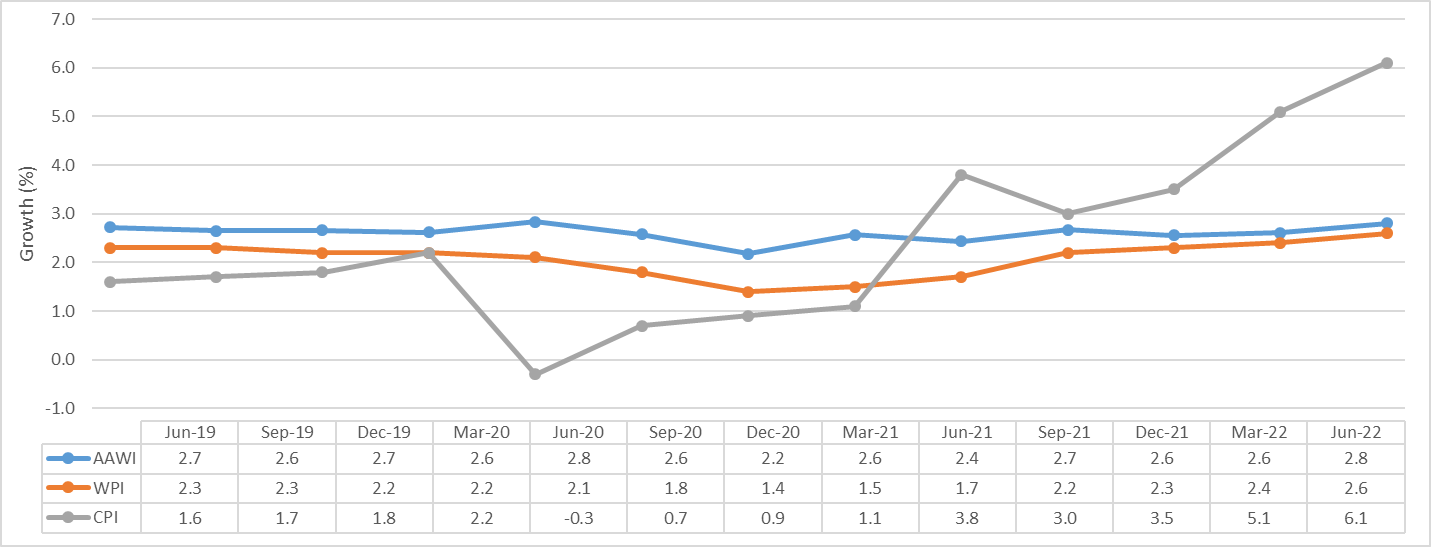 7.0
6.0
5.0
4.0
3.0
2.0
1.0
0.0
-1.0
Growth (%)
Jun-19 Sep-19 Dec-19 Mar-20 Jun-20 Sep-20 Dec-20 Mar-21 Jun-21 Sep-21 Dec-21 Mar-22 Jun-22
AAWI 2.7 2.6 2.7 2.6 2.8 2.6 2.2 2.6 2.4 2.7 2.6 2.6 2.8
WPI 2.3 2.3 2.2 2.2 2.1 1.8 1.4 1.5 1.7 2.2 2.3 2.4 2.6
CPI 1.6 1.7 1.8 2.2 -0.3 0.7 0.9 1.1 3.8 3.0 3.5 5.1 6.1